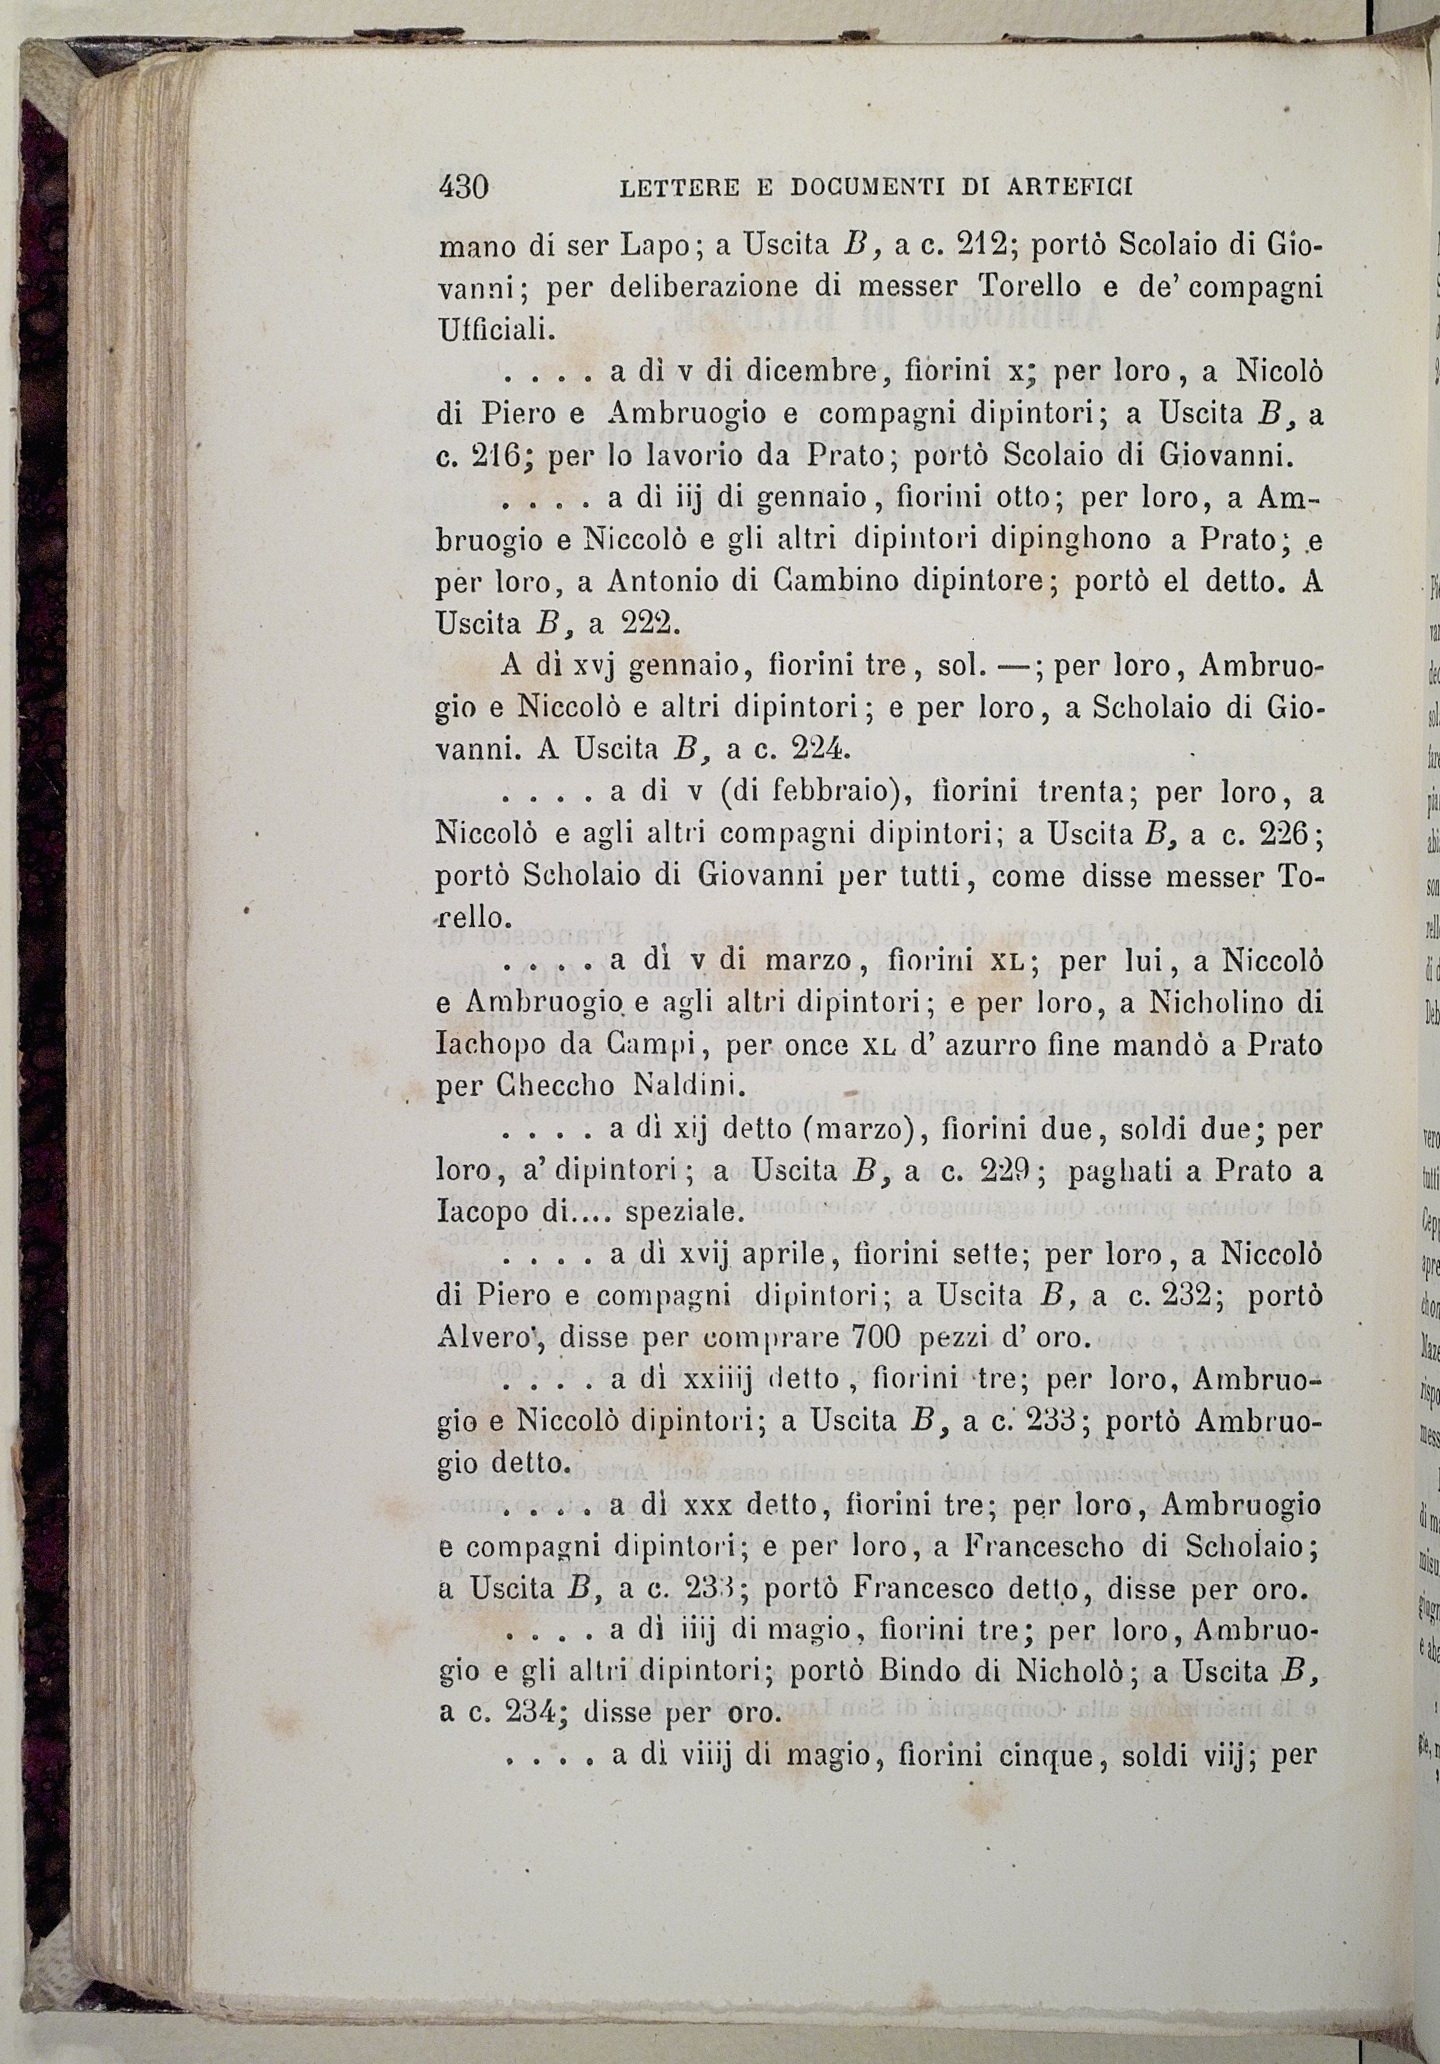 430 LETTERE E DOCUMENTI DI ARTEFICI
mano di ser Lapo; a Uscita B, a c. 212; portò Scolaio di Gio-
vanni; per deliberazione di messer Torello e de' compagni
Ufficiali.
. . . . a dì v di dicembre, fiorini x; per loro, a Nicolò
di Piero e Ambruogio e compagni dipintori; a Uscita B, a
c. 216; per lo lavorio da Prato; portò Scolaio di Giovanni.
. . . . a dì iij di gennaio, fiorini otto; per loro, a Am-
bruogio e Niccolò e gli altri dipintori dipinghono a Prato; e
per loro, a Antonio di Cambino dipintore; portò el detto. A
Uscita B, a 222.
A dì xvj gennaio, fiorini tre, sol. —; per loro, Ambruo-
gio e Niccolò e altri dipintori; e per loro, a Scholaio di Gio-
vanni. A Uscita B, a c. 224.
. . . . a dì v (di febbraio), fiorini trenta; per loro, a
Niccolò e agli altri compagni dipintori; a Uscita B, a c. 226;
portò Scholaio di Giovanni per tutti, come disse messer To-
rello.
. . . . a dì v di marzo, fiorini XL; per lui, a Niccolò
e Ambruogio e agli altri dipintori; e per loro, a Nicholino di
Iachopo da Campi, per once XL d' azurro fine mandò a Prato
per Checcho Naldini.
. . . . a dì xij detto (marzo), fiorini due, soldi due; per
loro, a' dipintori; a Uscita B, a c. 229; paghati a Prato a
Iacopo di.... speziale.
. . . . a dì xvij aprile, fiorini sette; per loro, a Niccolò
di Piero e compagni dipintori; a Uscita B, a c. 232; portò
Alvero', disse per comprare 700 pezzi d' oro.
. . . . a dì xxiiij detto, fiorini tre; per loro, Ambruo-
gio e Niccolò dipintori; a Uscita B, a c. 233; portò Ambruo-
gio detto.
. . . . a dì xxx detto, fiorini tre; per loro, Ambruogio
e compagni dipintori; e per loro, a Francescho di Scholaio;
a Uscita B, a c. 233; portò Francesco detto, disse per oro.
. . . . a dì iiij di magio, fiorini tre; per loro, Ambruo-
gio e gli altri dipintori; portò Bindo di Nicholò; a Uscita B,
a c. 234; disse per oro.
. . . . a dì viiij di magio, fiorini cinque, soldi viij; per